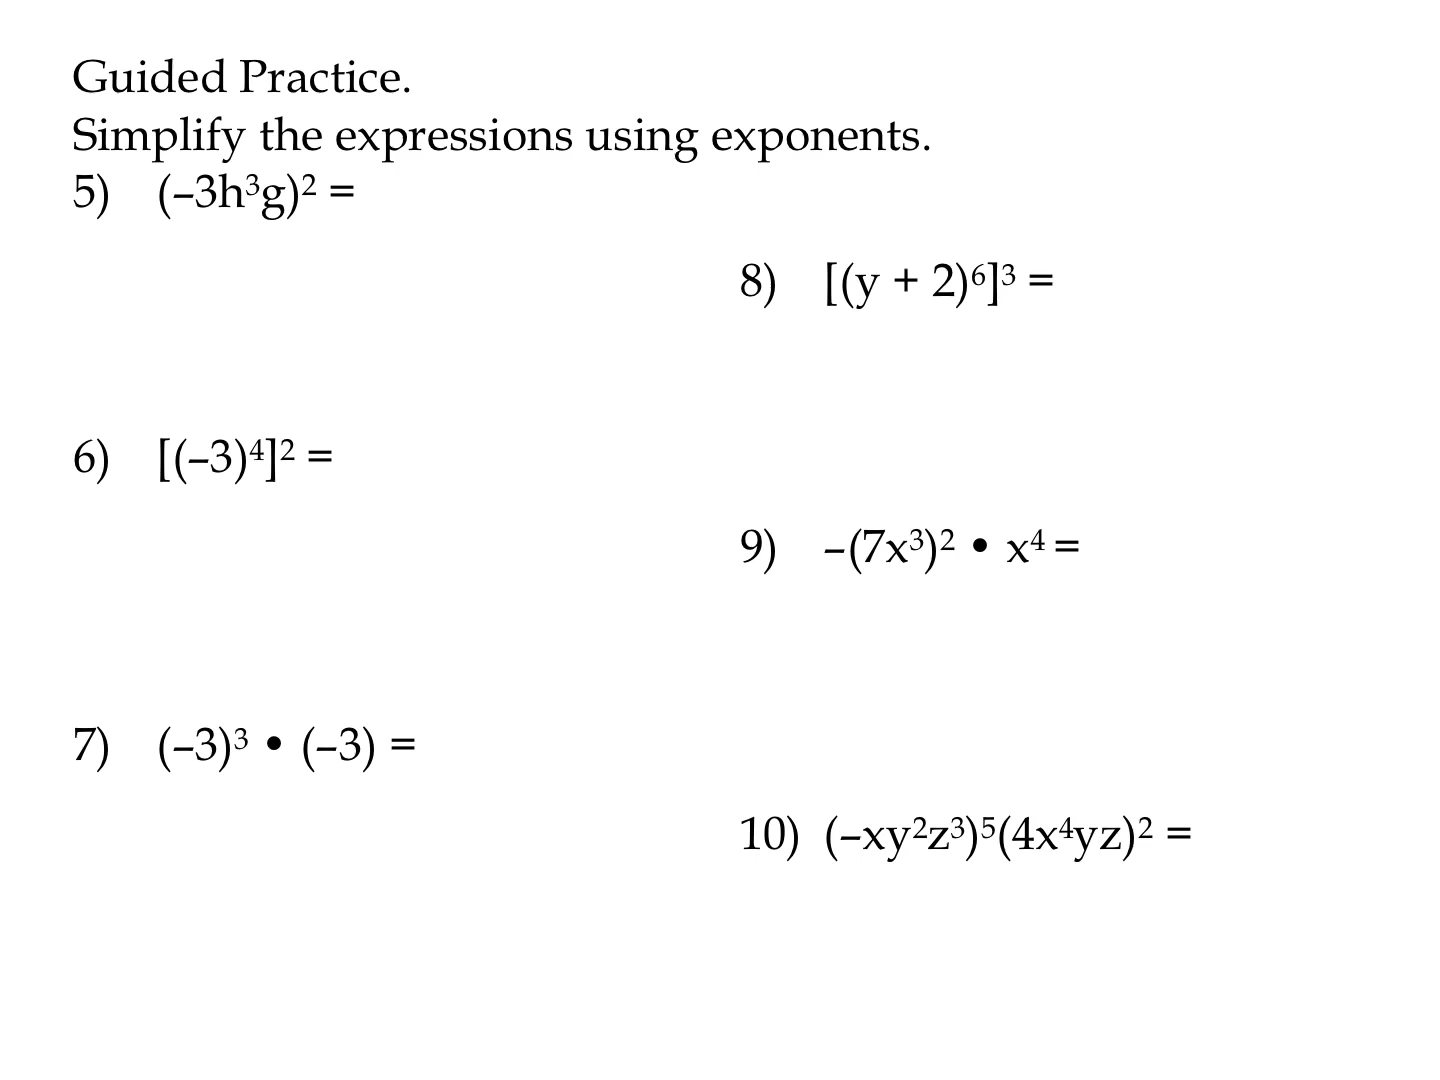 Guided Practice.
Simplify the expressions using exponents.
5) (–3h³g)² =
6) [(–3)⁴]² =
7) (–3)³ • (–3) =
8) [(y + 2)⁶]³ =
9) –(7x³)² • x⁴ =
10) (–xy²z³)⁵(4x⁴yz)² =